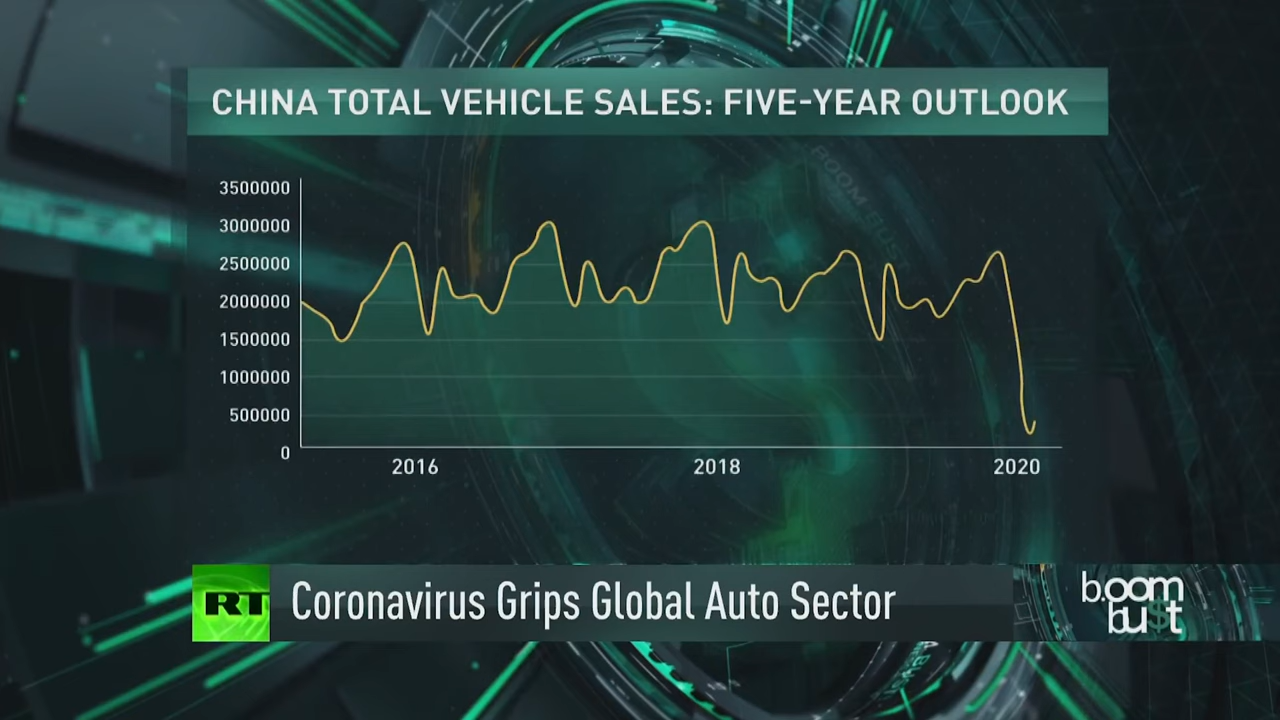 CHINA TOTAL VEHICLE SALES: FIVE-YEAR OUTLOOK
3500000
3000000
2500000
2000000
1500000
1000000
500000
0
2016
2018
2020
RT
Coronavirus Grips Global Auto Sector
boom
bu$t